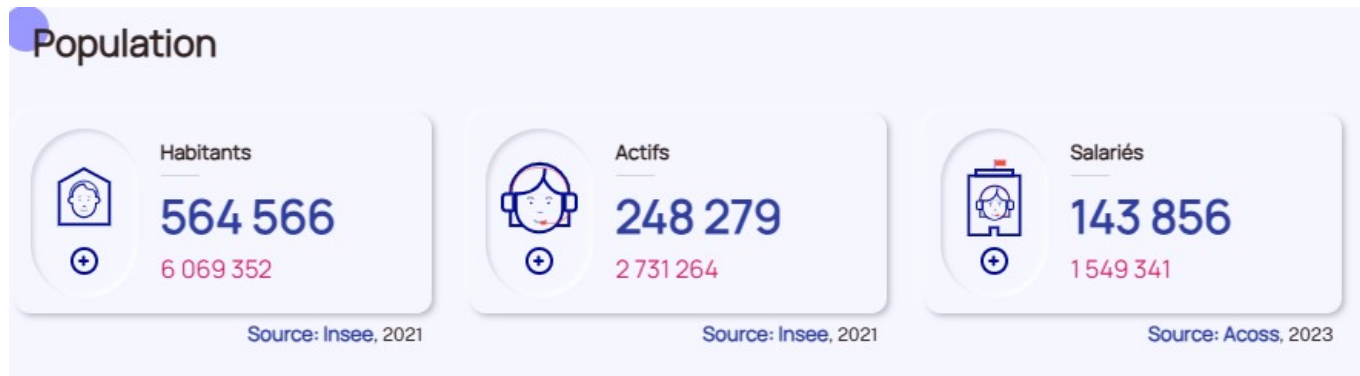 Population
Habitants
564 566
6 069 352
Source: Insee, 2021
Actifs
248 279
2 731 264
Source: Insee, 2021
Salariés
143 856
1 549 341
Source: Acoss, 2023